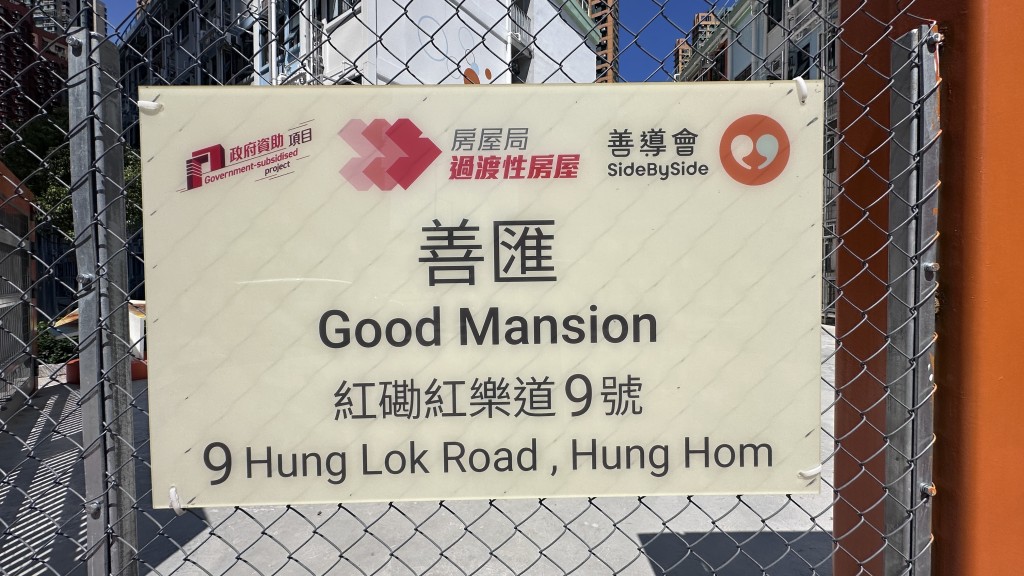 政府資助項目
Government-subsidised
project
房屋局
過渡性房屋
善導會
SideBySide
善匯
Good Mansion
紅磡紅樂道9號
9 Hung Lok Road , Hung Hom